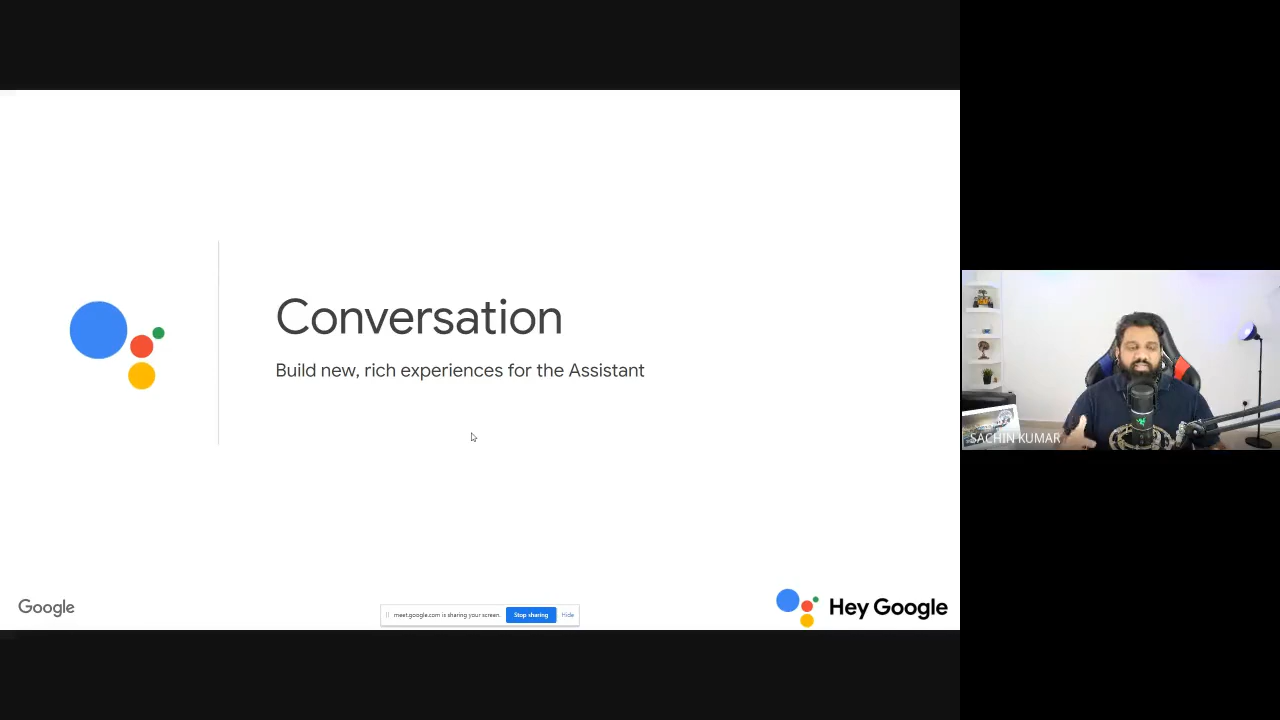 Conversation
Build new, rich experiences for the Assistant
SACHIN KUMAR
Google
meet.google.com is sharing your screen.
Stop sharing
Hide
Hey Google